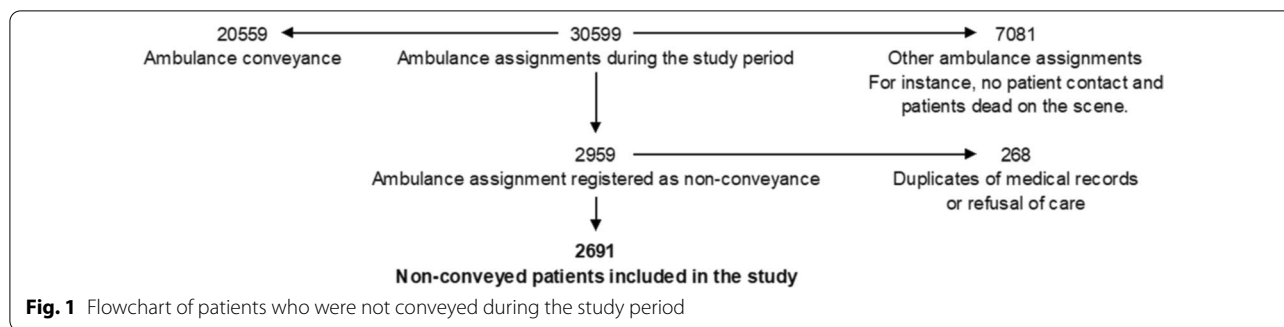 20559
Ambulance conveyance
30599
Ambulance assignments during the study period
7081
Other ambulance assignments
For instance, no patient contact and
patients dead on the scene.
2959
Ambulance assignment registered as non-conveyance
268
Duplicates of medical records
or refusal of care
2691
Non-conveyed patients included in the study
Fig. 1 Flowchart of patients who were not conveyed during the study period